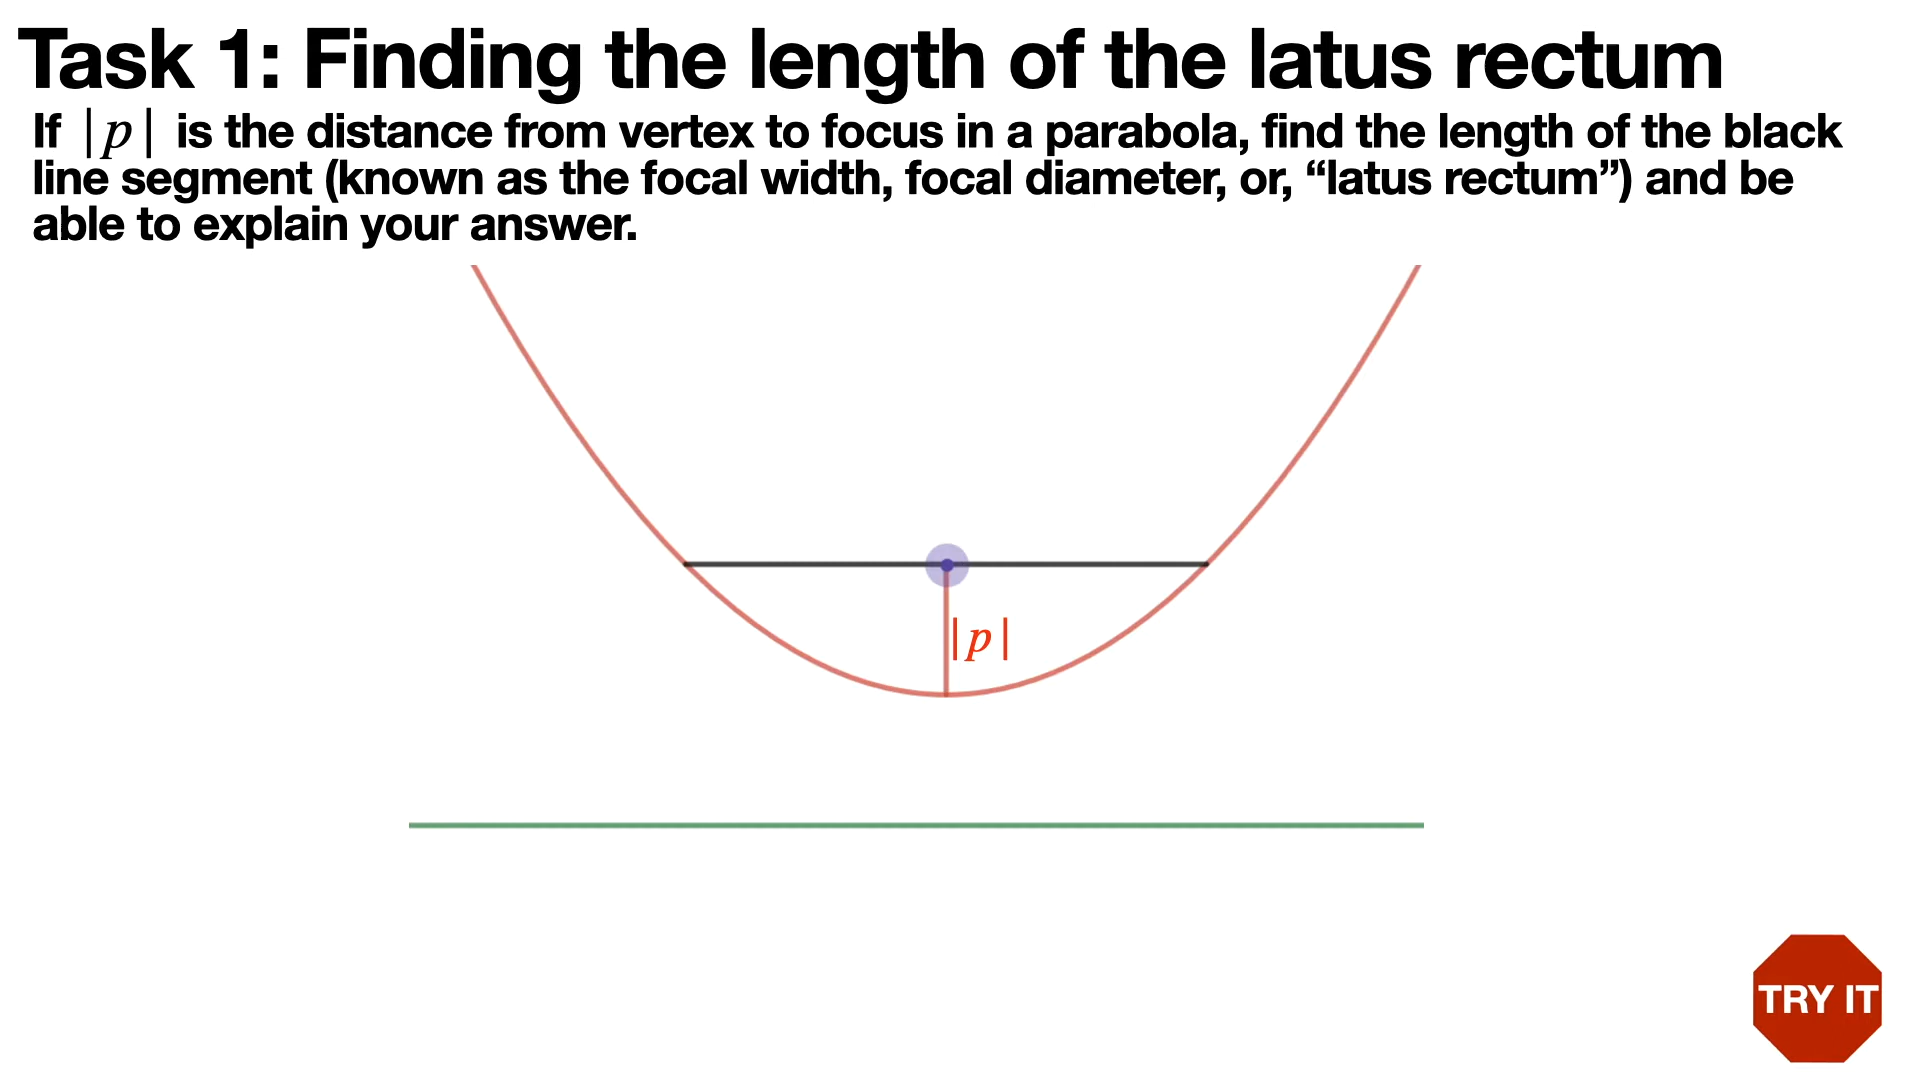 Task 1: Finding the length of the latus rectum
If |p| is the distance from vertex to focus in a parabola, find the length of the black
line segment (known as the focal width, focal diameter, or, “latus rectum”) and be
able to explain your answer.
|p|
TRY IT